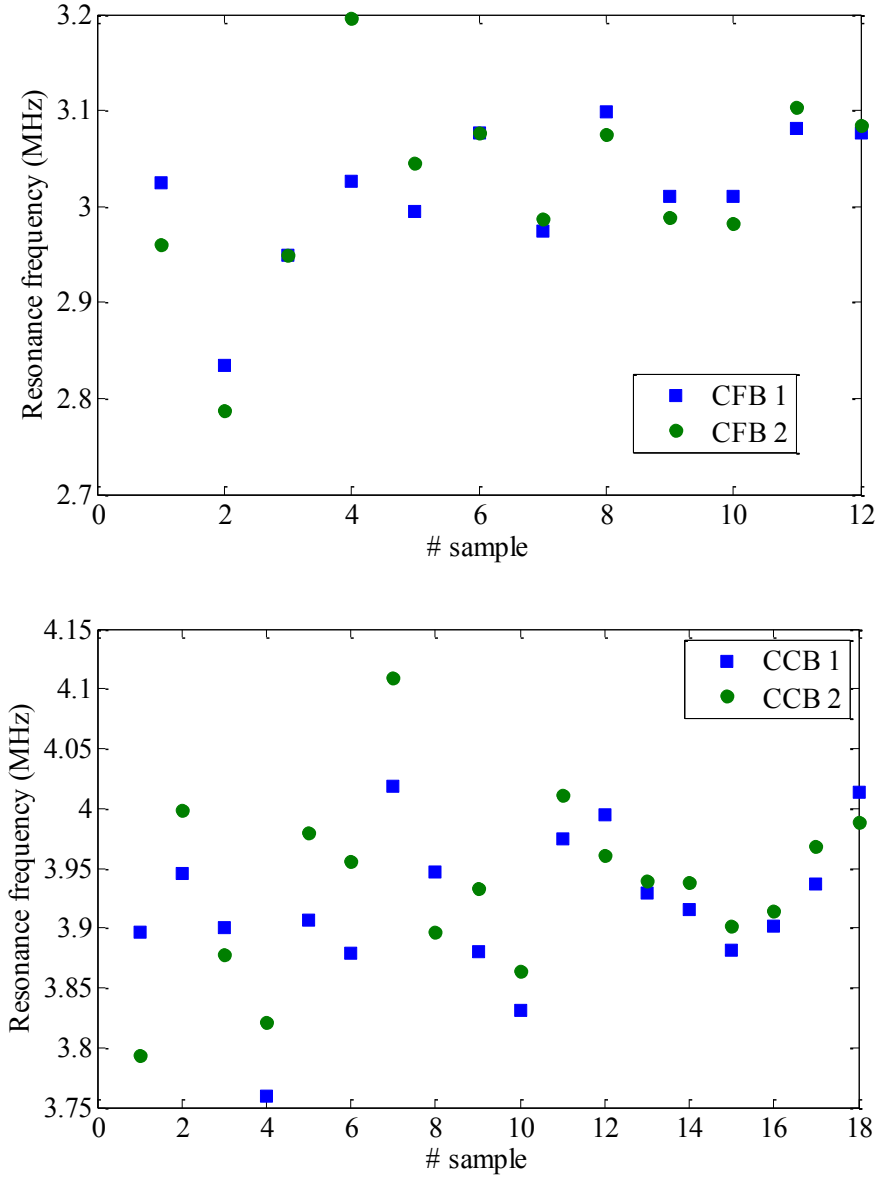 3.2
3.1
3
2.9
2.8
2.7
Resonance frequency (MHz)
CFB 1
CFB 2
0 2 4 6 8 10 12
# sample
4.15
4.1
4.05
4
3.95
3.9
3.85
3.8
3.75
Resonance frequency (MHz)
CCB 1
CCB 2
0 2 4 6 8 10 12 14 16 18
# sample